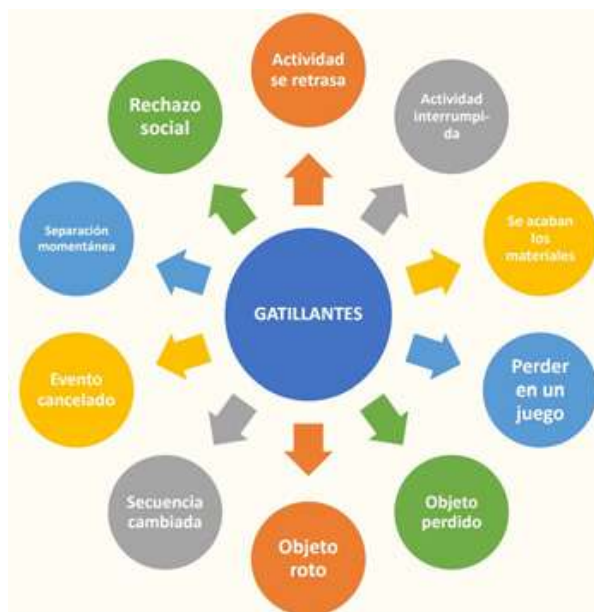 Actividad
se retrasa
Actividad
interrumpi-
da
Se acaban
los
materiales
Perder
en un
juego
Objeto
perdido
Objeto
roto
Secuencia
cambiada
Evento
cancelado
Separación
momentánea
Rechazo
social
GATILLANTES